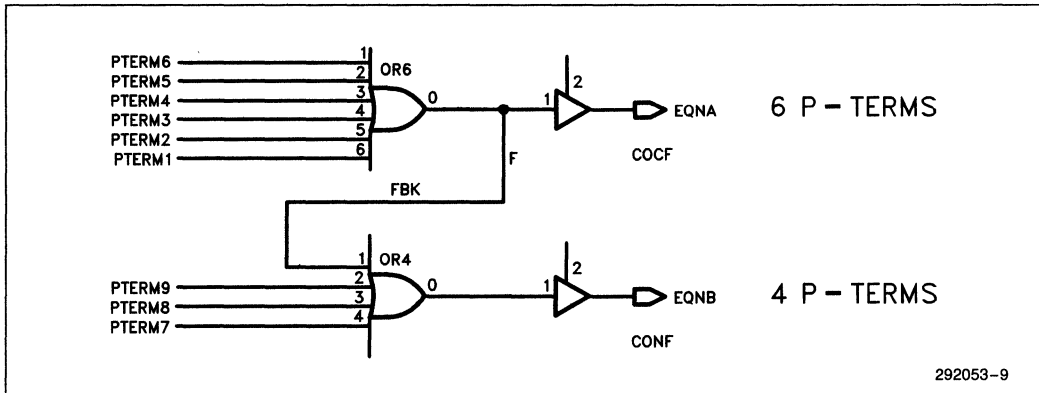 PTERM6 1 OR6
PTERM5 2
PTERM4 3
PTERM3 4
PTERM2 5
PTERM1 6
0 1 2 EQNA 6 P-TERMS
COCF
F
FBK
1 OR4
PTERM9 2
PTERM8 3
PTERM7 4
0 1 2 EQNB 4 P-TERMS
CONF
292053-9